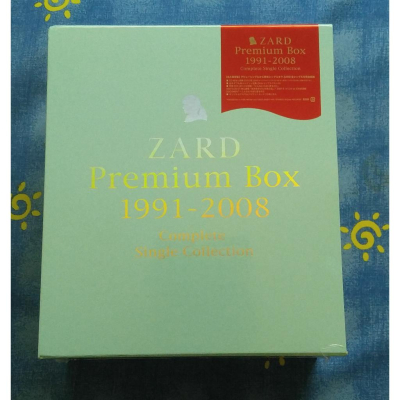 ZARD
Premium Box
1991-2008
Complete Single Collection
ZARD
Premium Box
1991-2008
Complete
Single Collection